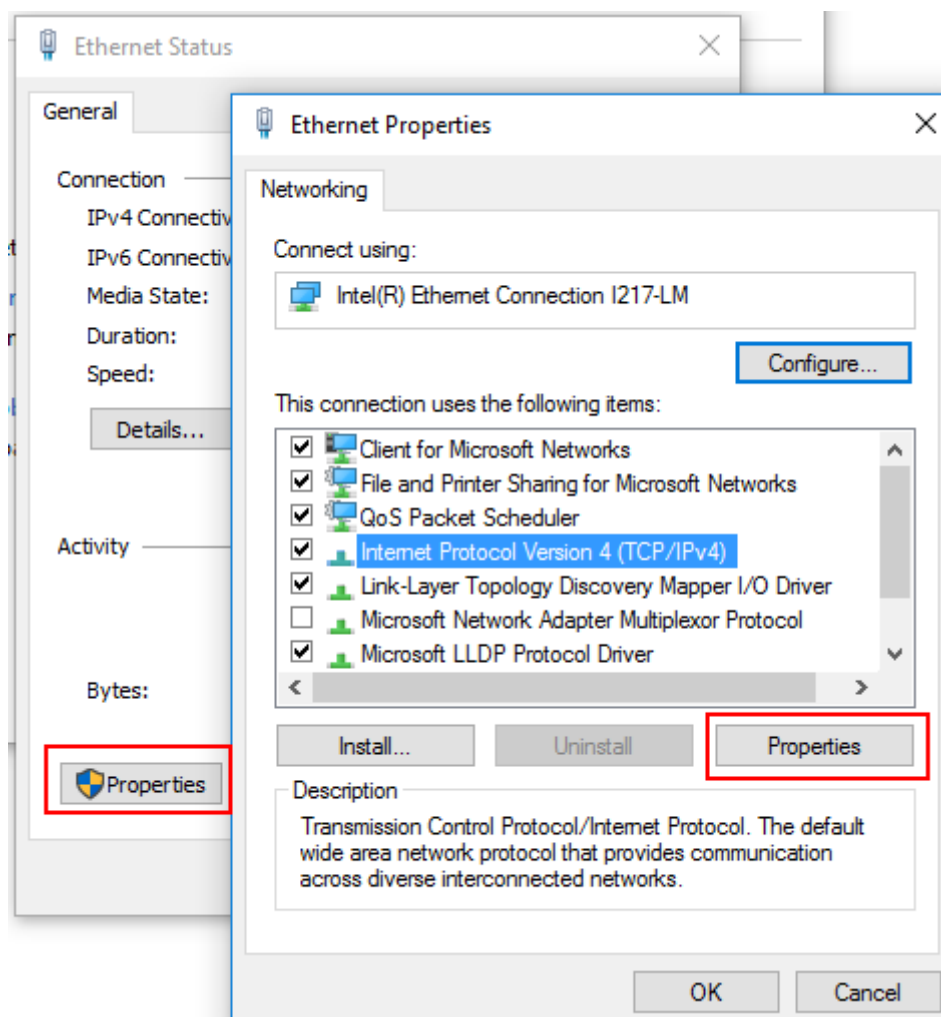 Ethernet Status
General
Connection
IPv4 Connectiv
IPv6 Connectiv
Media State:
Duration:
Speed:
Details...
Activity
Bytes:
Properties
Ethernet Properties
Networking
Connect using:
Intel(R) Ethernet Connection I217-LM
Configure...
This connection uses the following items:
Client for Microsoft Networks
File and Printer Sharing for Microsoft Networks
QoS Packet Scheduler
Internet Protocol Version 4 (TCP/IPv4)
Link-Layer Topology Discovery Mapper I/O Driver
Microsoft Network Adapter Multiplexor Protocol
Microsoft LLDP Protocol Driver
Install...
Uninstall
Properties
Description
Transmission Control Protocol/Internet Protocol. The default
wide area network protocol that provides communication
across diverse interconnected networks.
OK
Cancel